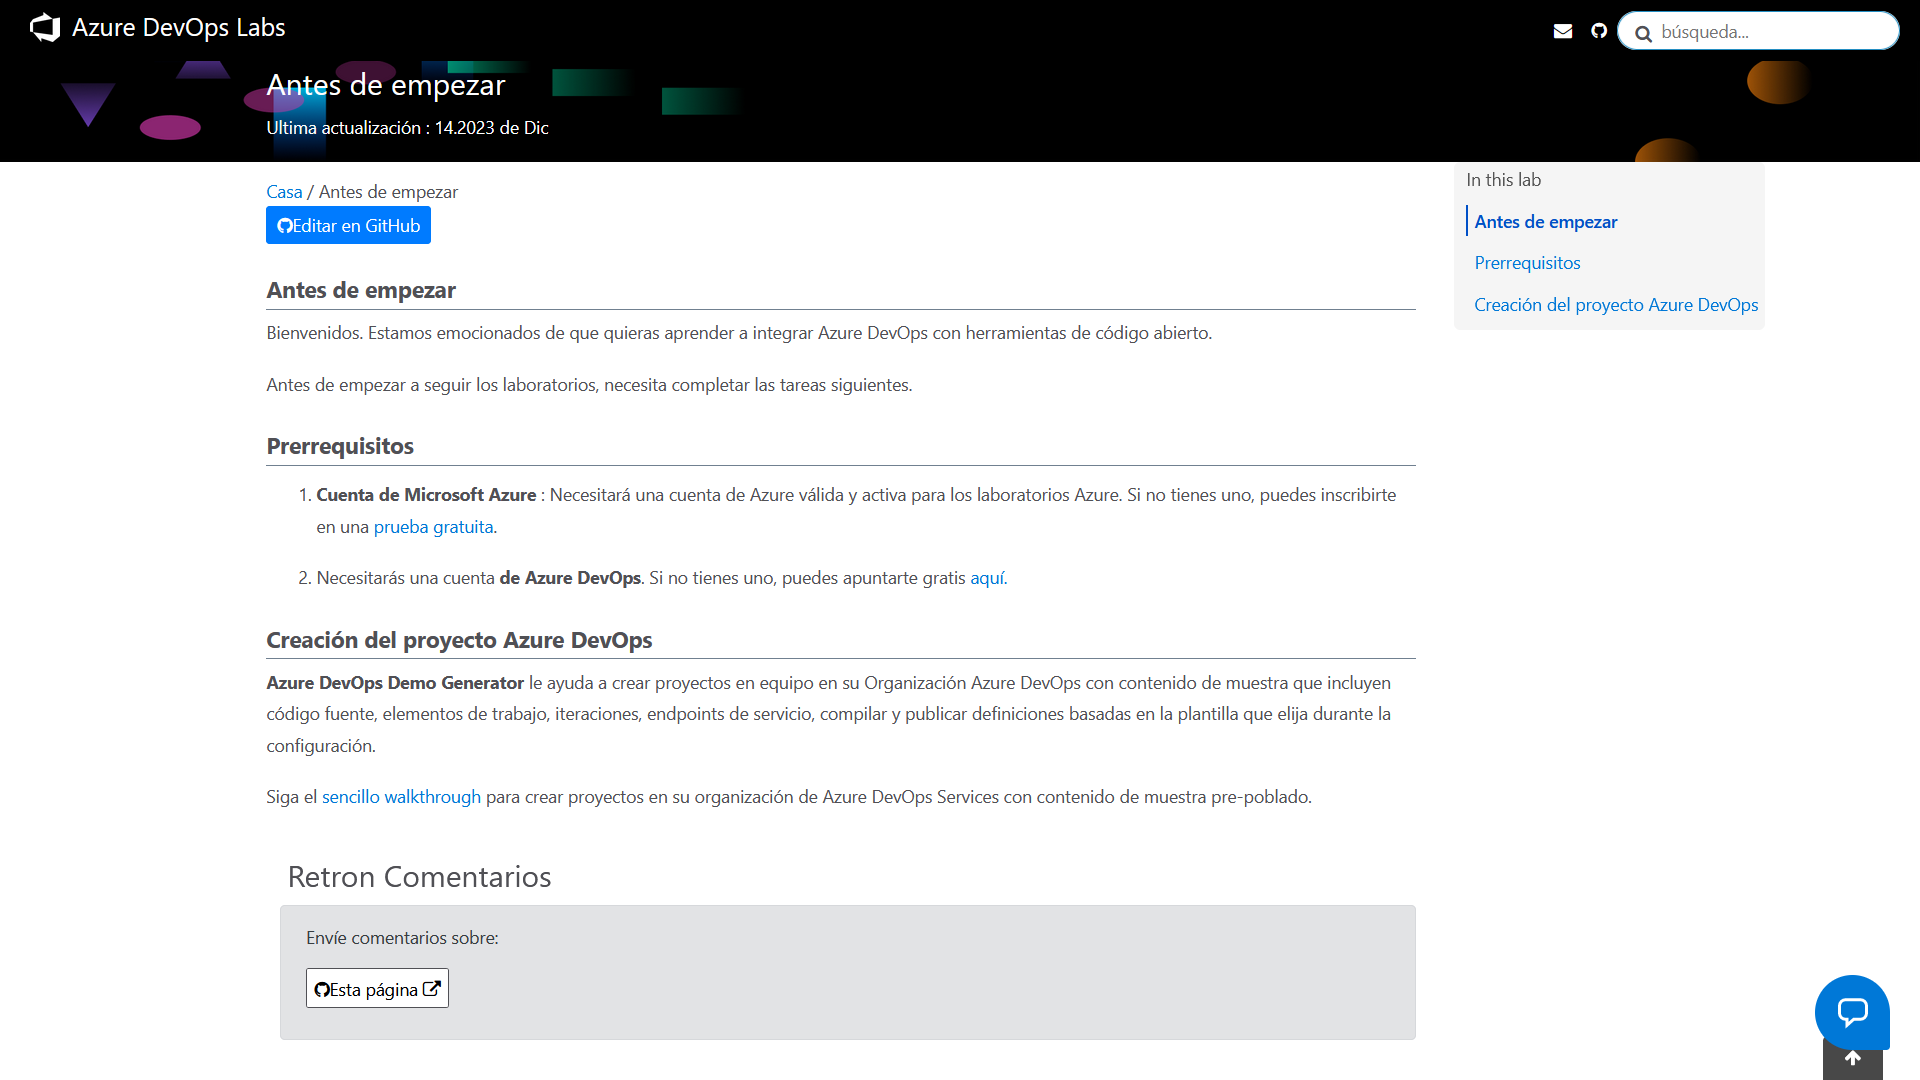 Azure DevOps Labs
búsqueda...
Antes de empezar
Ultima actualización : 14.2023 de Dic
Casa / Antes de empezar
Editar en GitHub
In this lab
Antes de empezar
Prerrequisitos
Creación del proyecto Azure DevOps
Antes de empezar
Bienvenidos. Estamos emocionados de que quieras aprender a integrar Azure DevOps con herramientas de código abierto.
Antes de empezar a seguir los laboratorios, necesita completar las tareas siguientes.
Prerrequisitos
1. Cuenta de Microsoft Azure : Necesitará una cuenta de Azure válida y activa para los laboratorios Azure. Si no tienes uno, puedes inscribirte
en una prueba gratuita.
2. Necesitarás una cuenta de Azure DevOps. Si no tienes uno, puedes apuntarte gratis aquí.
Creación del proyecto Azure DevOps
Azure DevOps Demo Generator le ayuda a crear proyectos en equipo en su Organización Azure DevOps con contenido de muestra que incluyen
código fuente, elementos de trabajo, iteraciones, endpoints de servicio, compilar y publicar definiciones basadas en la plantilla que elija durante la
configuración.
Siga el sencillo walkthrough para crear proyectos en su organización de Azure DevOps Services con contenido de muestra pre-poblado.
Retron Comentarios
Envíe comentarios sobre:
Esta página